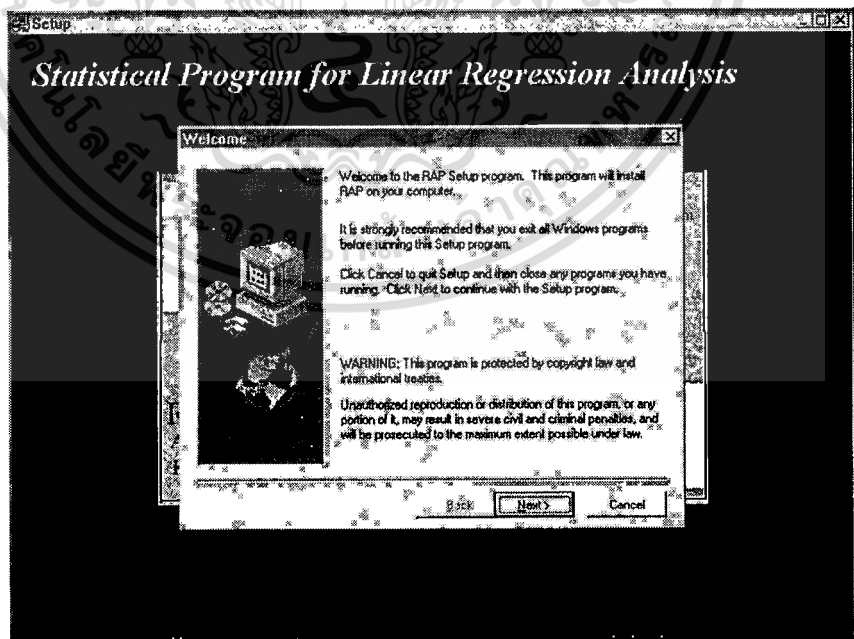 Setup
Statistical Program for Linear Regression Analysis
Welcome
Welcome to the RAP Setup program. This program will install
RAP on your computer.
It is strongly recommended that you exit all Windows programs
before running this Setup program.
Click Cancel to quit Setup and then close any programs you have
running. Click Next to continue with the Setup program.
WARNING: This program is protected by copyright law and
international treaties.
Unauthorized reproduction or distribution of this program, or any
portion of it, may result in severe civil and criminal penalties, and
will be prosecuted to the maximum extent possible under law.
Back
Next >
Cancel